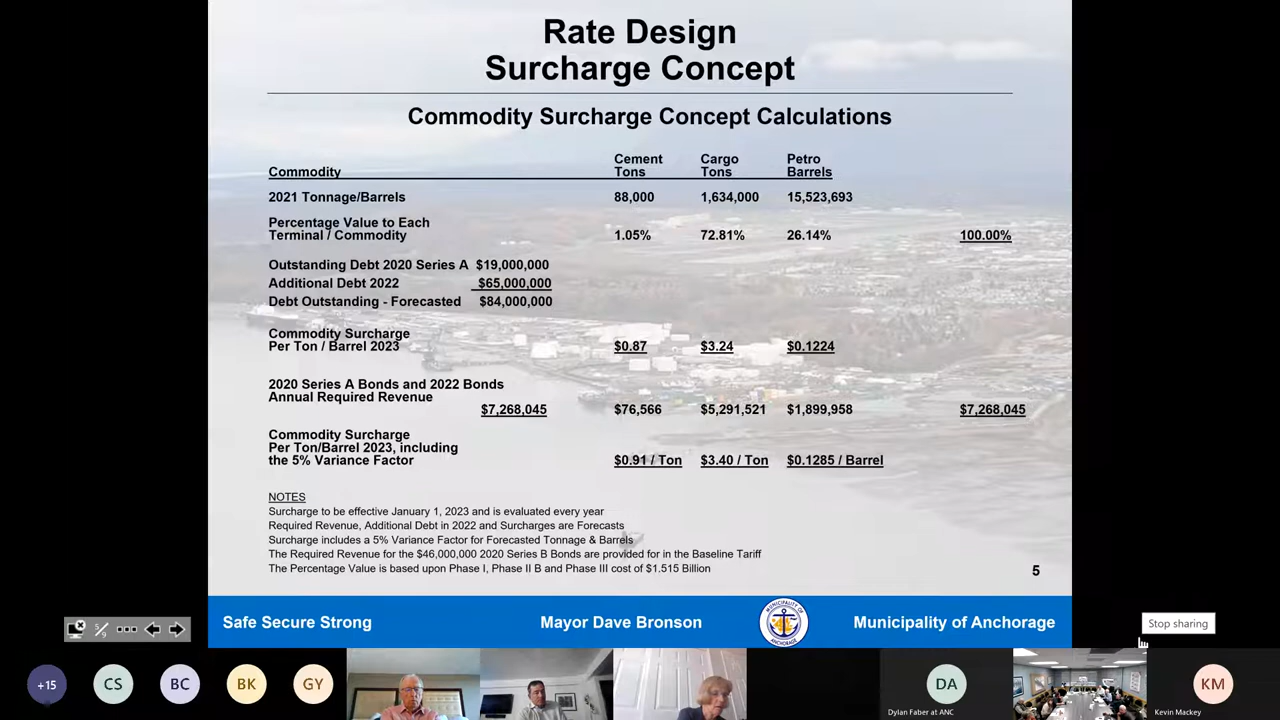 Rate Design
Surcharge Concept
Commodity Surcharge Concept Calculations
Cement Cargo Petro
Commodity Tons Tons Barrels
2021 Tonnage/Barrels 88,000 1,634,000 15,523,693
Percentage Value to Each
Terminal / Commodity 1.05% 72.81% 26.14% 100.00%
Outstanding Debt 2020 Series A $19,000,000
Additional Debt 2022 $65,000,000
Debt Outstanding - Forecasted $84,000,000
Commodity Surcharge
Per Ton / Barrel 2023 $0.87 $3.24 $0.1224
2020 Series A Bonds and 2022 Bonds
Annual Required Revenue
$7,268,045 $76,566 $5,291,521 $1,899,958 $7,268,045
Commodity Surcharge
Per Ton/Barrel 2023, including
the 5% Variance Factor $0.91 / Ton $3.40 / Ton $0.1285 / Barrel
NOTES
Surcharge to be effective January 1, 2023 and is evaluated every year
Required Revenue, Additional Debt in 2022 and Surcharges are Forecasts
Surcharge includes a 5% Variance Factor for Forecasted Tonnage & Barrels
The Required Revenue for the $46,000,000 2020 Series B Bonds are provided for in the Baseline Tariff
The Percentage Value is based upon Phase I, Phase II B and Phase III cost of $1.515 Billion
5
Safe Secure Strong Mayor Dave Bronson MUNICIPALITY OF ANCHORAGE Municipality of Anchorage
5/9
Stop sharing
+15 CS BC BK GY DA KM
Dylan Faber at ANC Kevin Mackey